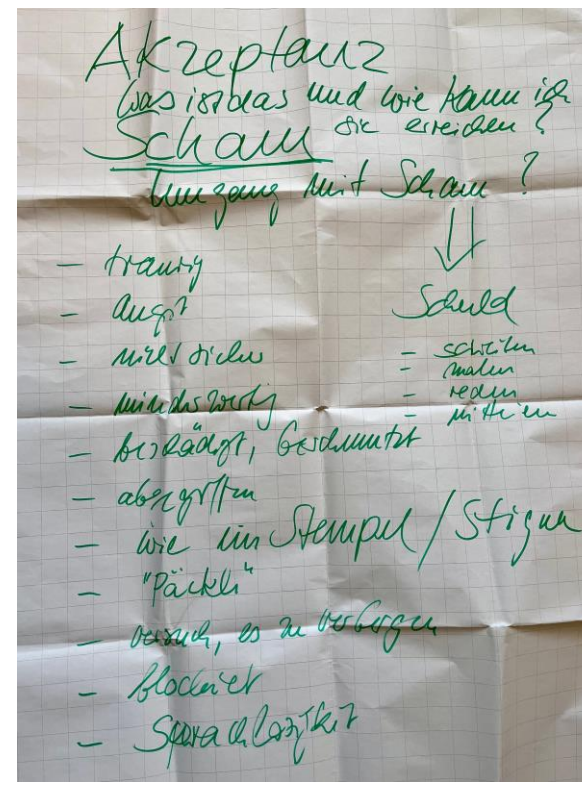 Akzeptanz
Was ist das und wie kann ich
sie erreichen?
Scham
Umgang mit Scham?
- traurig
- Angst
- nicht sicher
- minderwertig
- beschädigt, beschmutzt
- abgegriffen
- wie ein Stempel / Stigma
- "Päckli"
- Versuch, es zu verbergen
- blockiert
- Sprachlosigkeit
Schuld
- schreiben
- malen
- reden